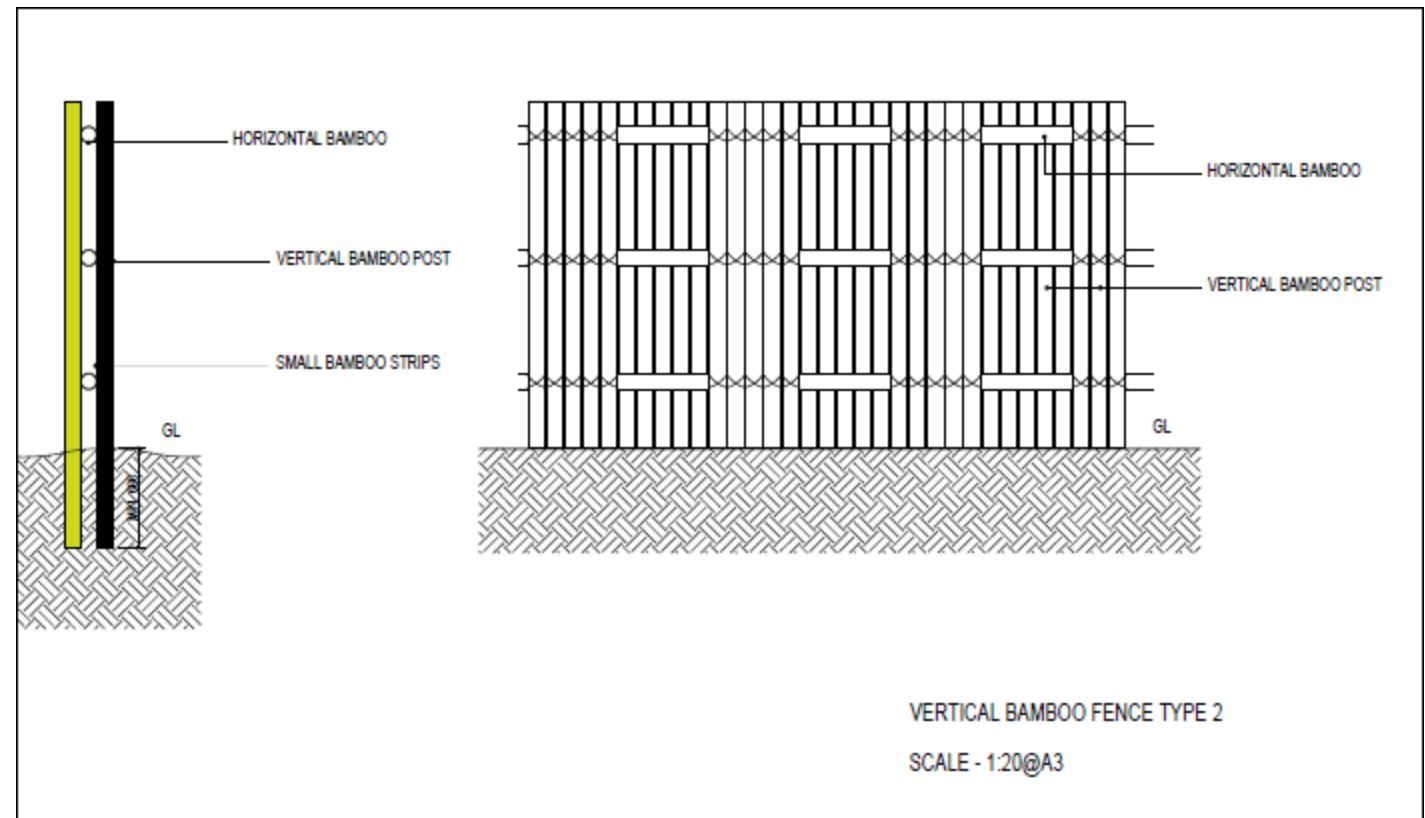 HORIZONTAL BAMBOO
VERTICAL BAMBOO POST
SMALL BAMBOO STRIPS
GL
HORIZONTAL BAMBOO
VERTICAL BAMBOO POST
GL
VERTICAL BAMBOO FENCE TYPE 2
SCALE - 1:20@A3